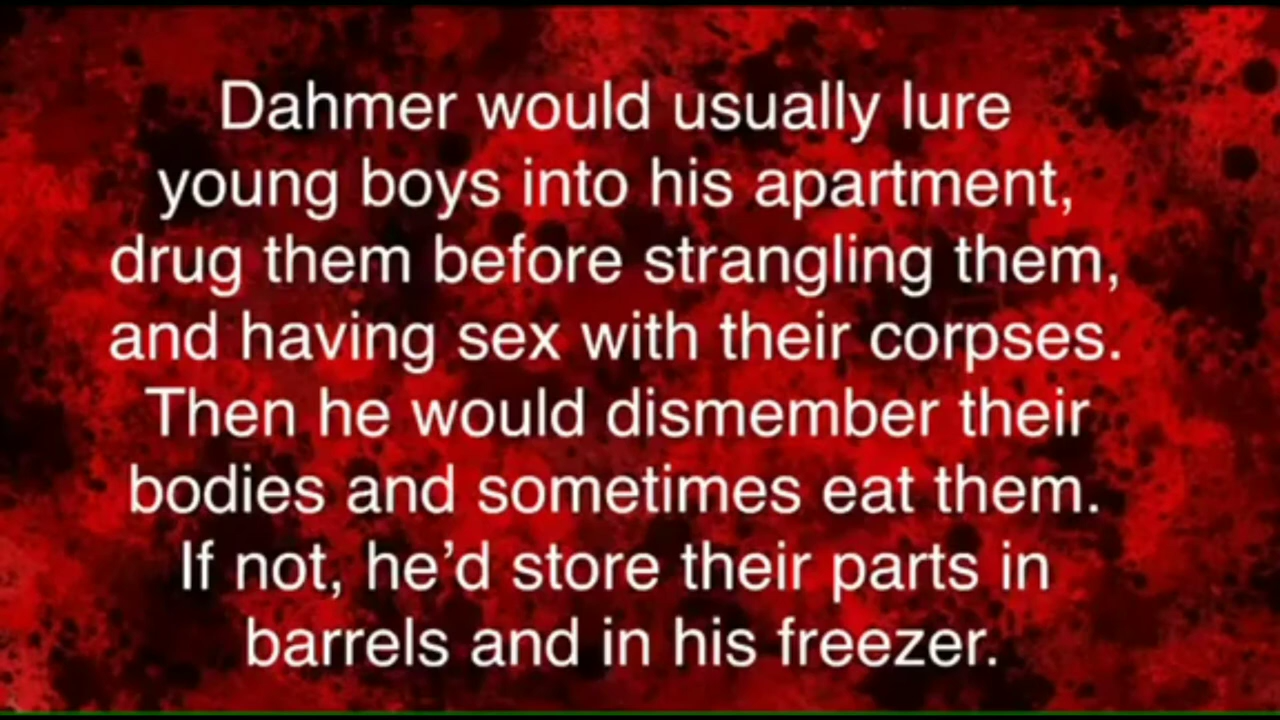 Dahmer would usually lure
young boys into his apartment,
drug them before strangling them,
and having sex with their corpses.
Then he would dismember their
bodies and sometimes eat them.
If not, he’d store their parts in
barrels and in his freezer.